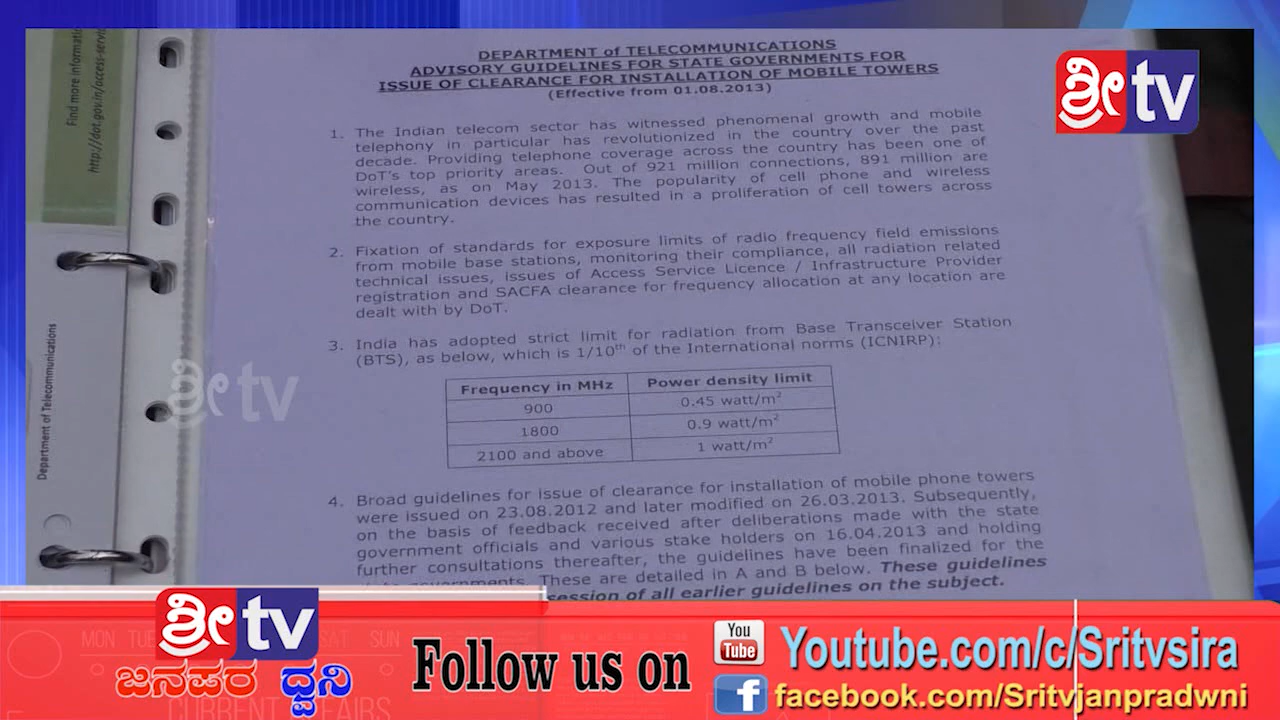 DEPARTMENT of TELECOMMUNICATIONS
ADVISORY GUIDELINES FOR STATE GOVERNMENTS FOR
ISSUE OF CLEARANCE FOR INSTALLATION OF MOBILE TOWERS
(Effective from 01.08.2013)
1. The Indian telecom sector has witnessed phenomenal growth and mobile
telephony in particular has revolutionized in the country over the past
decade. Providing telephone coverage across the country has been one of
DoT's top priority areas. Out of 921 million connections, 891 million are
wireless, as on May 2013. The popularity of cell phone and wireless
communication devices has resulted in a proliferation of cell towers across
the country.
2. Fixation of standards for exposure limits of radio frequency field emissions
from mobile base stations, monitoring their compliance, all radiation related
technical issues, issues of Access Service Licence / Infrastructure Provider
registration and SACFA clearance for frequency allocation at any location are
dealt with by DoT.
3. India has adopted strict limit for radiation from Base Transceiver Station
(BTS), as below, which is 1/10th of the International norms (ICNIRP):
Frequency in MHz Power density limit
900 0.45 watt/m2
1800 0.9 watt/m2
2100 and above 1 watt/m2
4. Broad guidelines for issue of clearance for installation of mobile phone towers
were issued on 23.08.2012 and later modified on 26.03.2013. Subsequently,
on the basis of feedback received after deliberations made with the state
government officials and various stake holders on 16.04.2013 and holding
further consultations thereafter, the guidelines have been finalized for the
governments. These are detailed in A and B below. These guidelines
of all earlier guidelines on the subject.
Find more
http://dot.gov.in/access-servic
Department of Telecommunications
ಶ್ರೀ tv
ಶ್ರೀ tv
ಶ್ರೀ tv
ಜನಪರ ಧ್ವನಿ
MON TUE SAT SUN
CURRENT AFFAIRS
Follow us on
You Tube
Youtube.com/c/Sritvsira
f facebook.com/Sritvjanpradwni